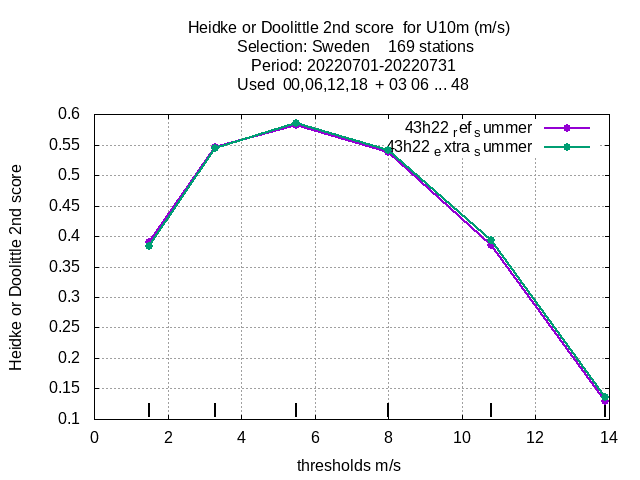 Heidke or Doolittle 2nd score for U10m (m/s)
Selection: Sweden 169 stations
Period: 20220701-20220731
Used 00,06,12,18 + 03 06 ... 48
43h22 ref summer
43h22 extra summer
Heidke or Doolittle 2nd score
0.6
0.55
0.5
0.45
0.4
0.35
0.3
0.25
0.2
0.15
0.1
0 2 4 6 8 10 12 14
thresholds m/s